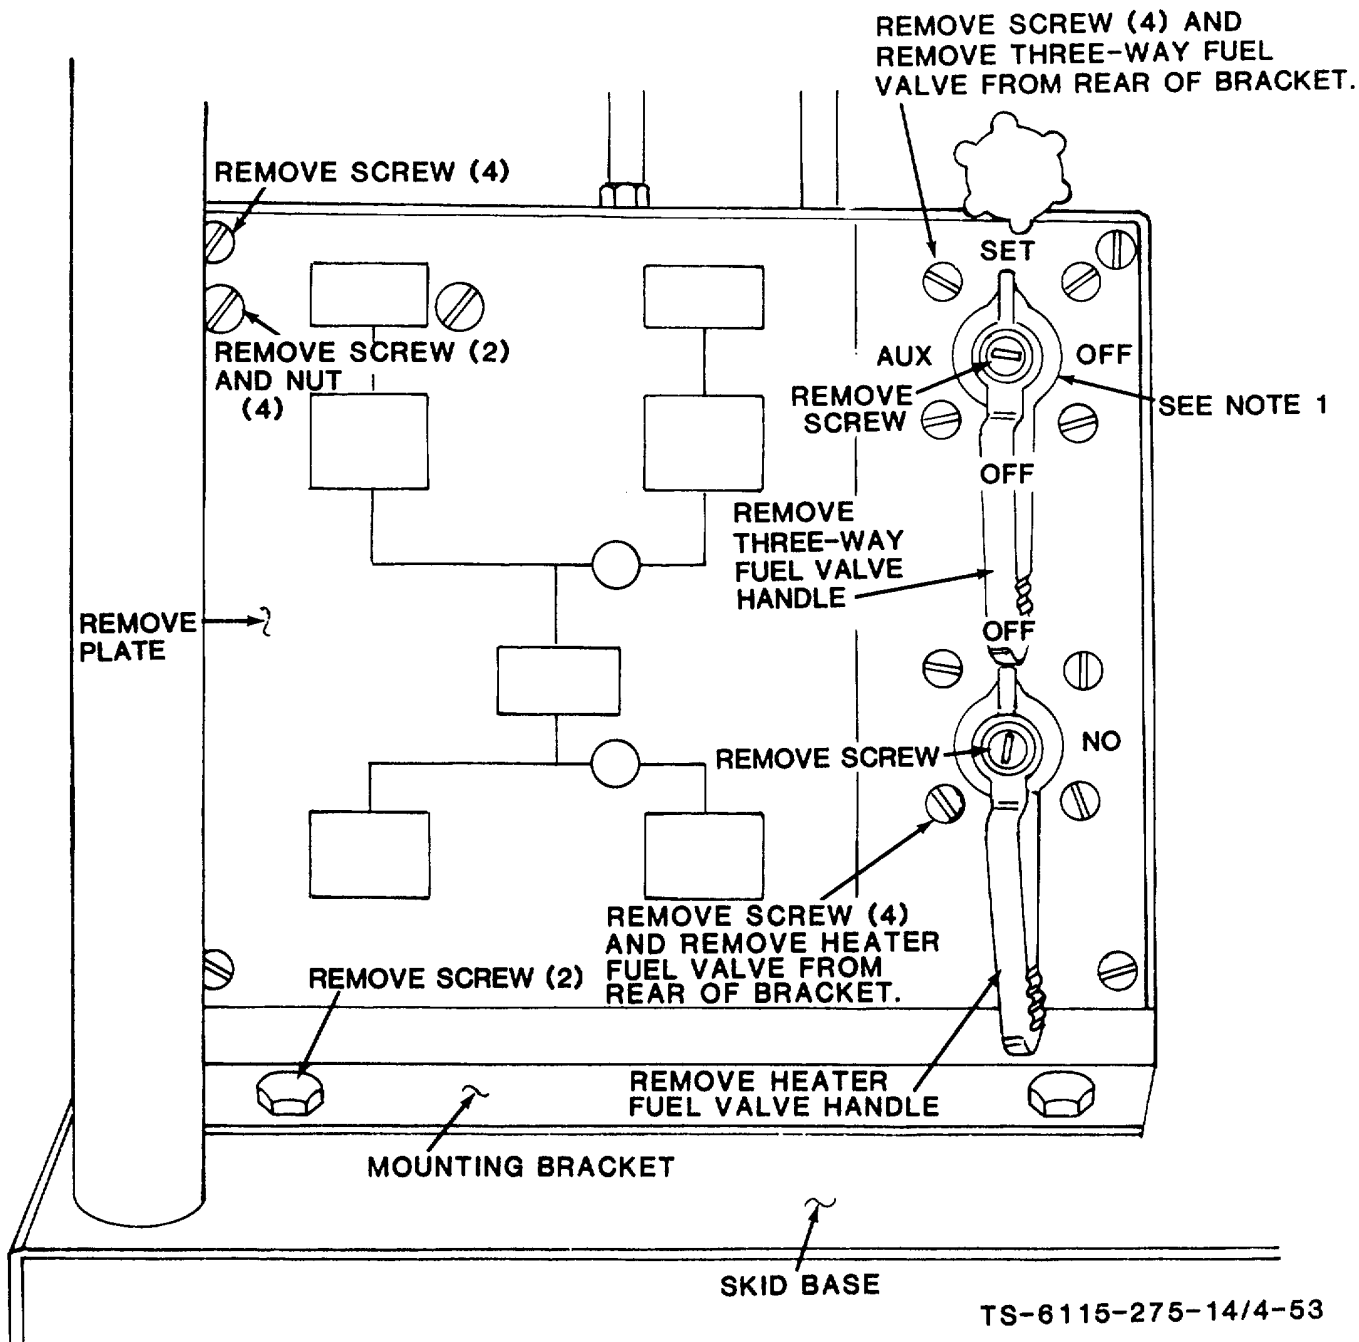 REMOVE SCREW (4) AND
REMOVE THREE-WAY FUEL
VALVE FROM REAR OF BRACKET.
REMOVE SCREW (4)
SET
REMOVE SCREW (2)
AND NUT
(4)
AUX
OFF
REMOVE
SCREW
SEE NOTE 1
OFF
REMOVE
THREE-WAY
FUEL VALVE
HANDLE
REMOVE
PLATE
OFF
NO
REMOVE SCREW
REMOVE SCREW (4)
AND REMOVE HEATER
FUEL VALVE FROM
REAR OF BRACKET.
REMOVE SCREW (2)
REMOVE HEATER
FUEL VALVE HANDLE
MOUNTING BRACKET
SKID BASE
TS-6115-275-14/4-53